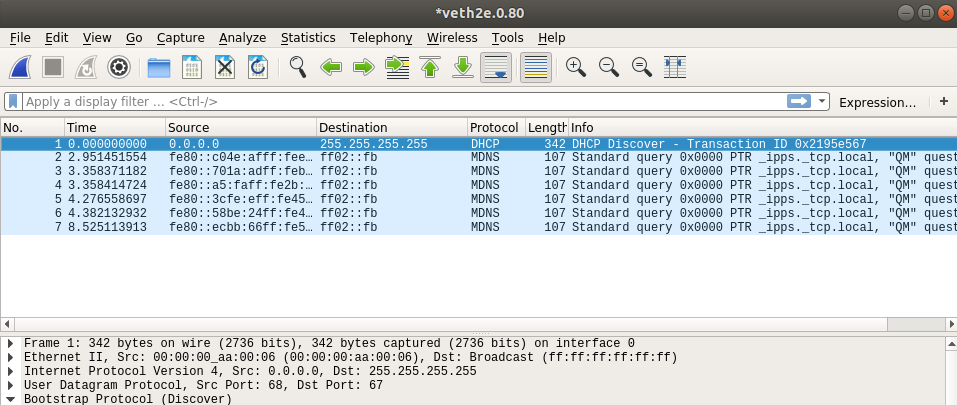 *veth2e.0.80
File Edit View Go Capture Analyze Statistics Telephony Wireless Tools Help
Apply a display filter ... <Ctrl-/> Expression... +
No. Time Source Destination Protocol Length Info
1 0.000000000 0.0.0.0 255.255.255.255 DHCP 342 DHCP Discover - Transaction ID 0x2195e567
2 2.951451554 fe80::c04e:afff:fee... ff02::fb MDNS 107 Standard query 0x0000 PTR _ipps._tcp.local, "QM" quest
3 3.358371182 fe80::701a:adff:feb... ff02::fb MDNS 107 Standard query 0x0000 PTR _ipps._tcp.local, "QM" quest
4 3.358414724 fe80::a5:faff:fe2b:... ff02::fb MDNS 107 Standard query 0x0000 PTR _ipps._tcp.local, "QM" quest
5 4.276558697 fe80::3cfe:eff:fe45... ff02::fb MDNS 107 Standard query 0x0000 PTR _ipps._tcp.local, "QM" quest
6 4.382132932 fe80::58be:24ff:fe4... ff02::fb MDNS 107 Standard query 0x0000 PTR _ipps._tcp.local, "QM" quest
7 8.525113913 fe80::ecbb:66ff:fe5... ff02::fb MDNS 107 Standard query 0x0000 PTR _ipps._tcp.local, "QM" quest
Frame 1: 342 bytes on wire (2736 bits), 342 bytes captured (2736 bits) on interface 0
Ethernet II, Src: 00:00:00_aa:00:06 (00:00:00:aa:00:06), Dst: Broadcast (ff:ff:ff:ff:ff:ff)
Internet Protocol Version 4, Src: 0.0.0.0, Dst: 255.255.255.255
User Datagram Protocol, Src Port: 68, Dst Port: 67
Bootstrap Protocol (Discover)